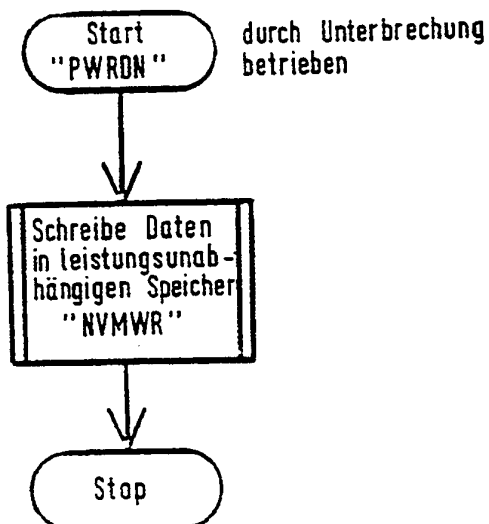 Start
"PWRDN"
durch Unterbrechung
betrieben
Schreibe Daten
in leistungsunab-
hängigen Speicher
"NVMWR"
Stop